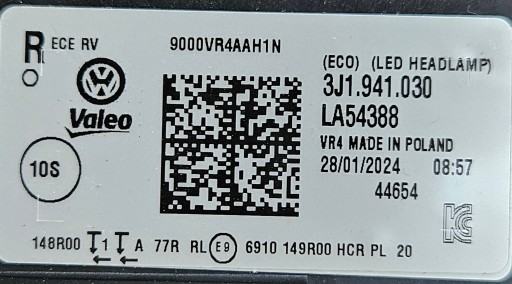 R ECE RV
9000VR4AAH1N
(ECO) (LED HEADLAMP)
3J1.941.030
LA54388
Valeo
VR4 MADE IN POLAND
28/01/2024 08:57
10S
44654
148R00 1 A 77R RL E9 6910 149R00 HCR PL 20